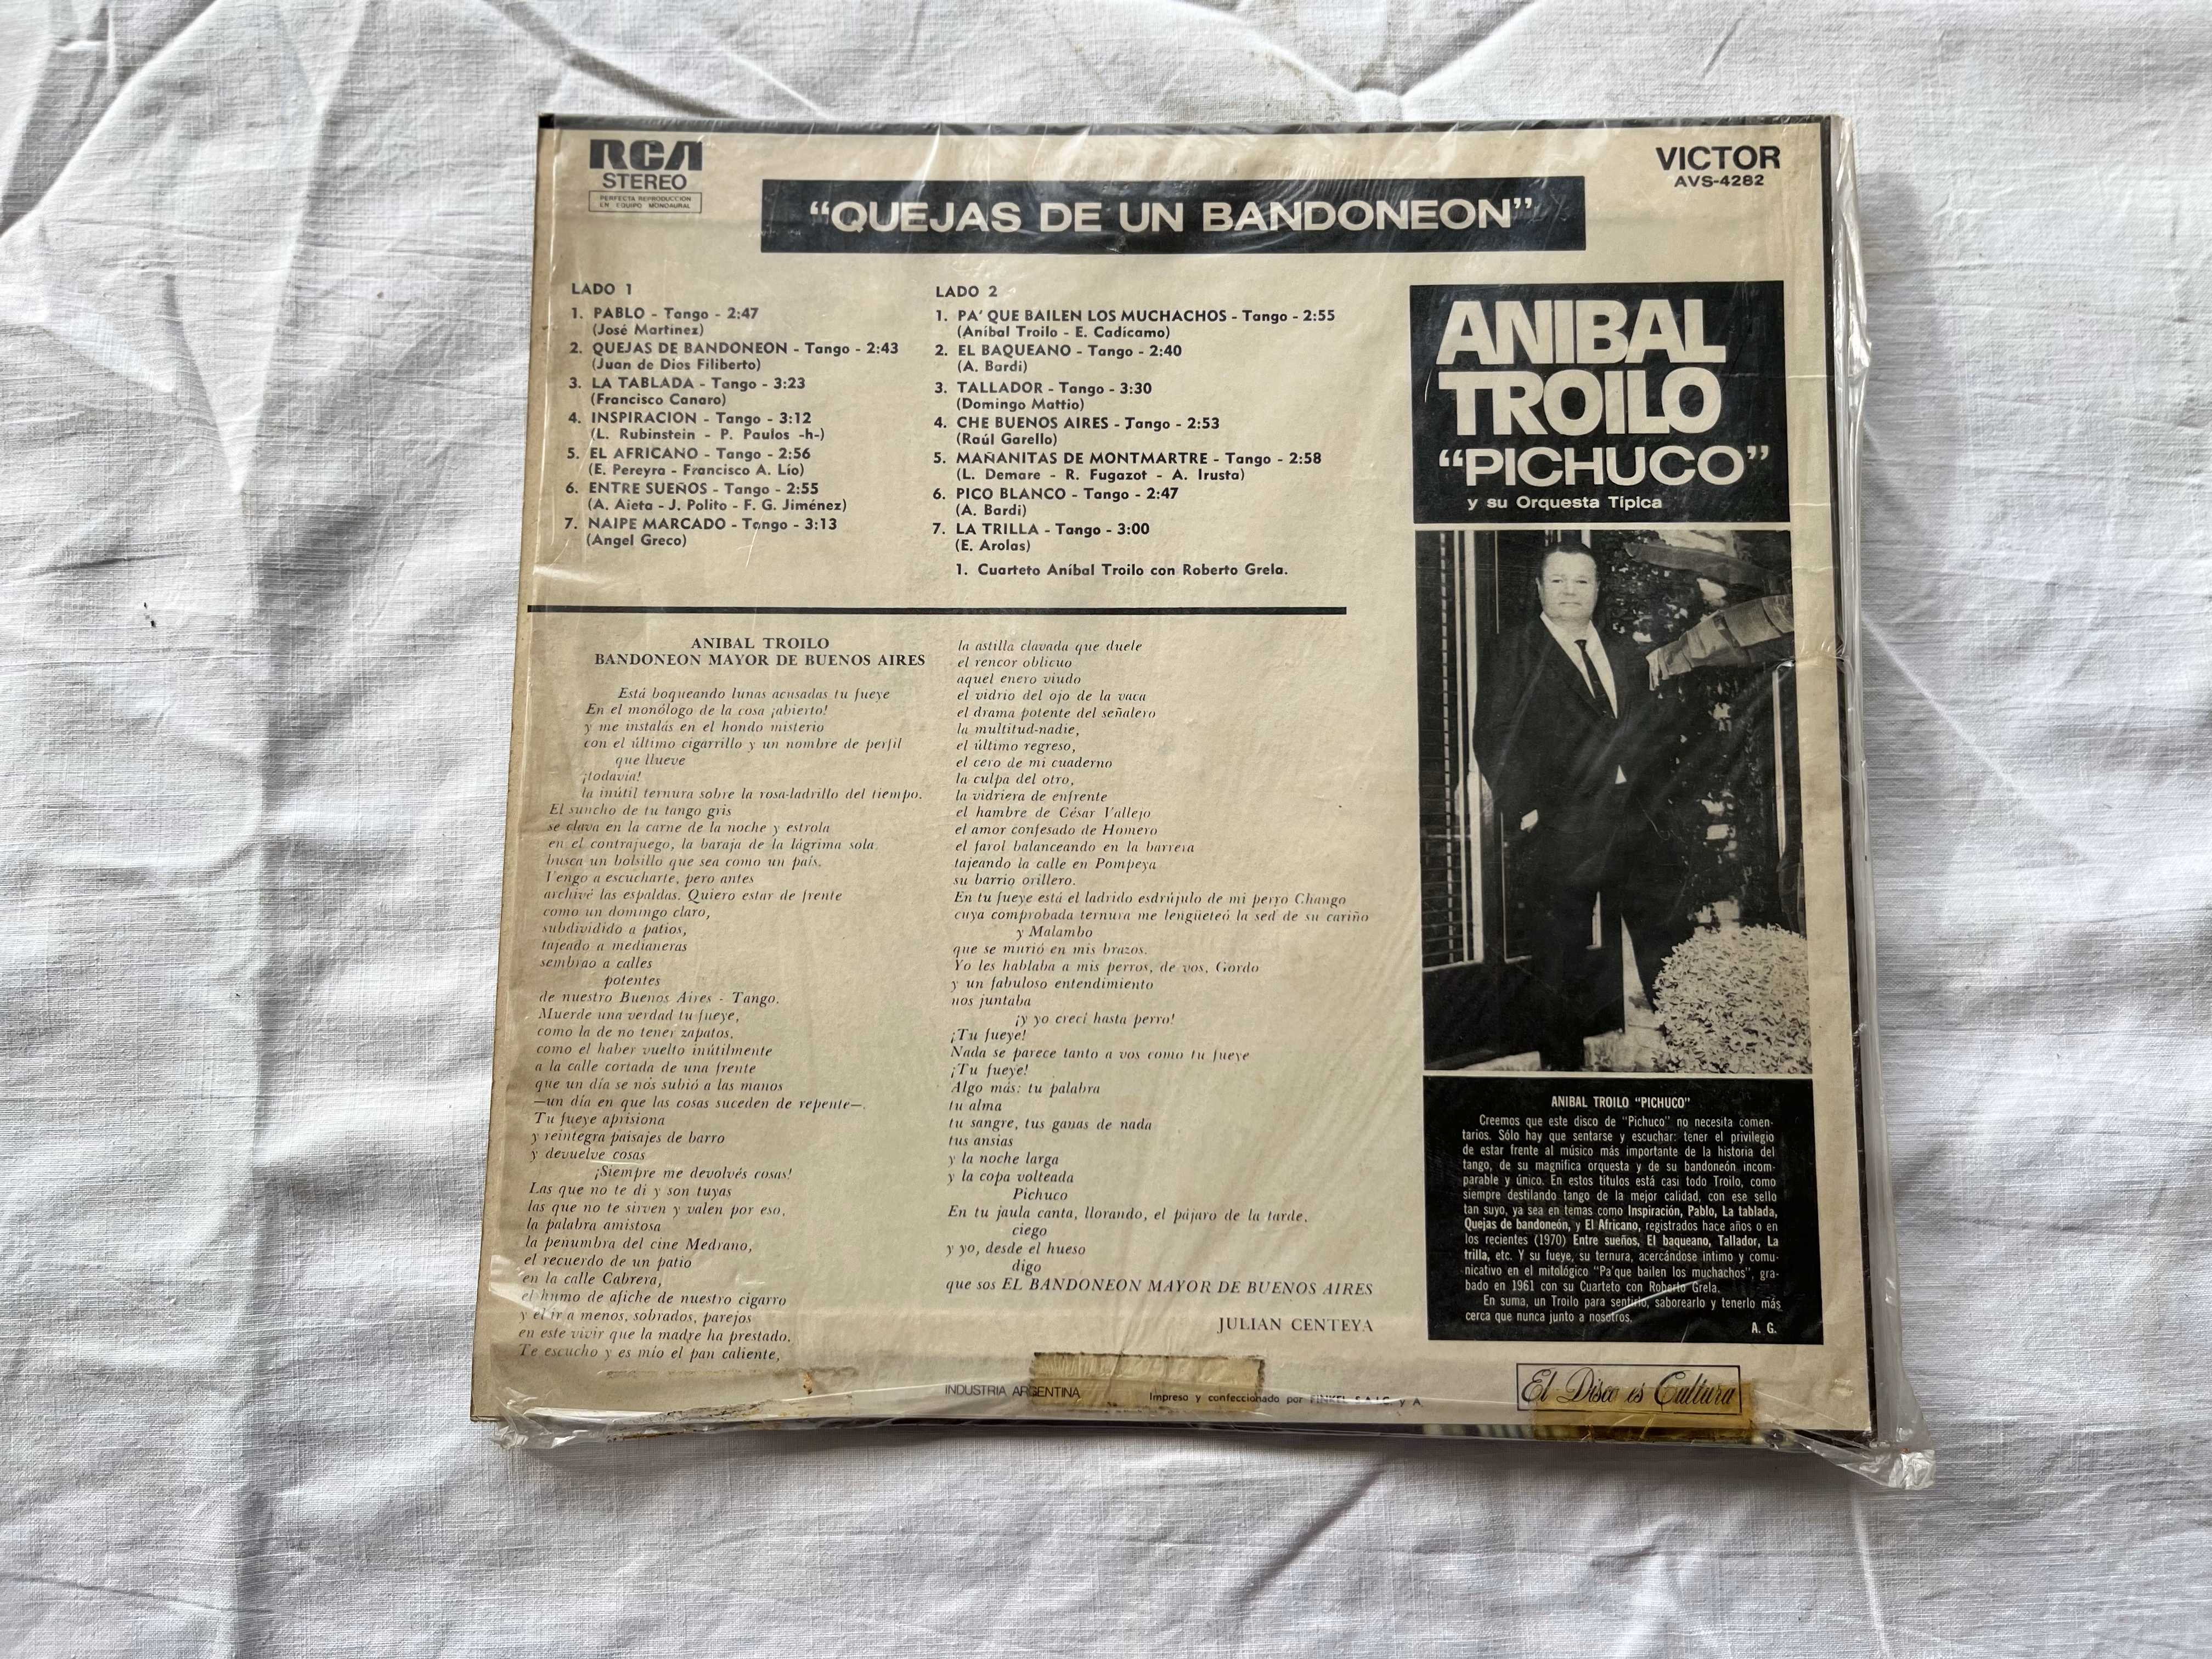 RCA
STEREO
PERFECTA REPRODUCCION
EN EQUIPO MONOAURAL
VICTOR
AVS-4282
"QUEJAS DE UN BANDONEON"
LADO 1
1. PABLO - Tango - 2:47
(José Martínez)
2. QUEJAS DE BANDONEON - Tango - 2:43
(Juan de Dios Filiberto)
3. LA TABLADA - Tango - 3:23
(Francisco Canaro)
4. INSPIRACION - Tango - 3:12
(L. Rubinstein - P. Paulos -h-)
5. EL AFRICANO - Tango - 2:56
(E. Pereyra - Francisco A. Lío)
6. ENTRE SUEÑOS - Tango - 2:55
(A. Aieta - J. Polito - F. G. Jiménez)
7. NAIPE MARCADO - Tango - 3:13
(Angel Greco)
LADO 2
1. PA' QUE BAILEN LOS MUCHACHOS - Tango - 2:55
(Aníbal Troilo - E. Cadícamo)
2. EL BAQUEANO - Tango - 2:40
(A. Bardi)
3. TALLADOR - Tango - 3:30
(Domingo Mattio)
4. CHE BUENOS AIRES - Tango - 2:53
(Raúl Garello)
5. MAÑANITAS DE MONTMARTRE - Tango - 2:58
(L. Demare - R. Fugazot - A. Irusta)
6. PICO BLANCO - Tango - 2:47
(A. Bardi)
7. LA TRILLA - Tango - 3:00
(E. Arolas)
1. Cuarteto Aníbal Troilo con Roberto Grela.
ANIBAL
TROILO
"PICHUCO"
y su Orquesta Típica
ANIBAL TROILO
BANDONEON MAYOR DE BUENOS AIRES
Está boqueando lunas acusadas tu fueye
En el monólogo de la cosa ¡abierto!
y me instalás en el hondo misterio
con el último cigarrillo y un nombre de perfil
que llueve
¡todavía!
la inútil ternura sobre la rosa-ladrillo del tiempo.
El suncho de tu tango gris
se clava en la carne de la noche y estrola
en el contrajuego, la baraja de la lágrima sola.
busca un bolsillo que sea como un país.
Vengo a escucharte, pero antes
archivé las espaldas. Quiero estar de frente
como un domingo claro,
subdividido a patios,
tajeado a medianeras
sembrao a calles
potentes
de nuestro Buenos Aires - Tango.
Muerde una verdad tu fueye,
como la de no tener zapatos,
como el haber vuelto inútilmente
a la calle cortada de una frente
que un día se nos subió a las manos
—un día en que las cosas suceden de repente—.
Tu fueye aprisiona
y reintegra paisajes de barro
y devuelve cosas
¡Siempre me devolvés cosas!
Las que no te di y son tuyas
las que no te sirven y valen por eso,
la palabra amistosa
la penumbra del cine Medrano,
el recuerdo de un patio
en la calle Cabrera,
el humo de afiche de nuestro cigarro
y el ir a menos, sobrados, parejos
en este vivir que la madre ha prestado.
Te escucho y es mío el pan caliente,
la astilla clavada que duele
el rencor oblicuo
aquel enero viudo
el vidrio del ojo de la vaca
el drama potente del señalero
la multitud-nadie,
el último regreso,
el cero de mi cuaderno
la culpa del otro,
la vidriera de enfrente
el hambre de César Vallejo
el amor confesado de Homero
el farol balanceando en la barrera
tajeando la calle en Pompeya
su barrio orillero.
En tu fueye está el ladrido esdrújulo de mi perro Chango
cuya comprobada ternura me lengüeteó la sed de su cariño
y Malambo
que se murió en mis brazos.
Yo les hablaba a mis perros, de vos, Gordo
y un fabuloso entendimiento
nos juntaba
¡y yo crecí hasta perro!
¡Tu fueye!
Nada se parece tanto a vos como tu fueye
¡Tu fueye!
Algo más: tu palabra
tu alma
tu sangre, tus ganas de nada
tus ansias
y la noche larga
y la copa volteada
Pichuco
En tu jaula canta, llorando, el pájaro de la tarde,
ciego
y yo, desde el hueso
digo
que sos EL BANDONEON MAYOR DE BUENOS AIRES
JULIAN CENTEYA
ANIBAL TROILO "PICHUCO"
Creemos que este disco de "Pichuco" no necesita comen-
tarios. Sólo hay que sentarse y escuchar: tener el privilegio
de estar frente al músico más importante de la historia del
tango, de su magnífica orquesta y de su bandoneón incom-
parable y único. En estos títulos está casi todo Troilo, como
siempre destilando tango de la mejor calidad, con ese sello
tan suyo, ya sea en temas como Inspiración, Pablo, La tablada,
Quejas de bandoneón, y El Africano, registrados hace años o en
los recientes (1970) Entre sueños, El baqueano, Tallador, La
trilla, etc. Y su fueye, su ternura, acercándose íntimo y comu-
nicativo en el mitológico "Pa'que bailen los muchachos", gra-
bado en 1961 con su Cuarteto con Roberto Grela.
En suma, un Troilo para sentirlo, saborearlo y tenerlo más
cerca que nunca junto a nosotros.
A. G.
INDUSTRIA ARGENTINA
Impreso y confeccionado por FINKEL S.A.I.C. y A.
El Disco es Cultura